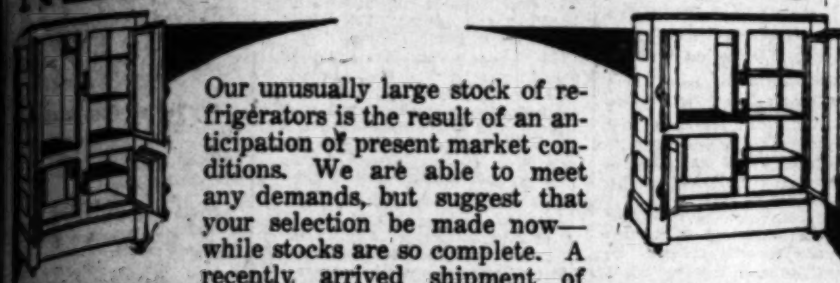 Our unusually large stock of re-
frigerators is the result of an an-
ticipation of present market con-
ditions. We are able to meet
any demands, but suggest that
your selection be made now—
while stocks are so complete. A
recently arrived shipment of